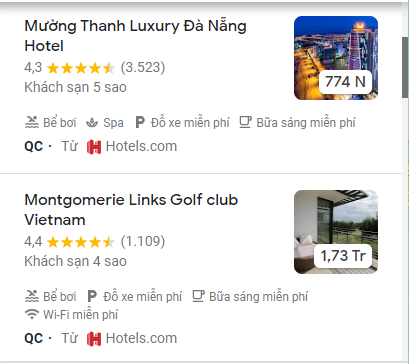 Mường Thanh Luxury Đà Nẵng
Hotel
4,3 (3.523)
Khách sạn 5 sao
774 N
Bể bơi Spa P Đỗ xe miễn phí Bữa sáng miễn phí
QC · Từ H Hotels.com
Montgomerie Links Golf club
Vietnam
4,4 (1.109)
Khách sạn 4 sao
1,73 Tr
Bể bơi P Đỗ xe miễn phí Bữa sáng miễn phí
Wi-Fi miễn phí
QC · Từ H Hotels.com